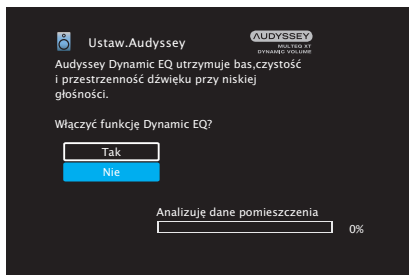 Ustaw.Audyssey
AUDYSSEY
MULTEQ XT
DYNAMIC VOLUME
Audyssey Dynamic EQ utrzymuje bas,czystość
i przestrzenność dźwięku przy niskiej
głośności.
Włączyć funkcję Dynamic EQ?
Tak
Nie
Analizuję dane pomieszczenia
0%